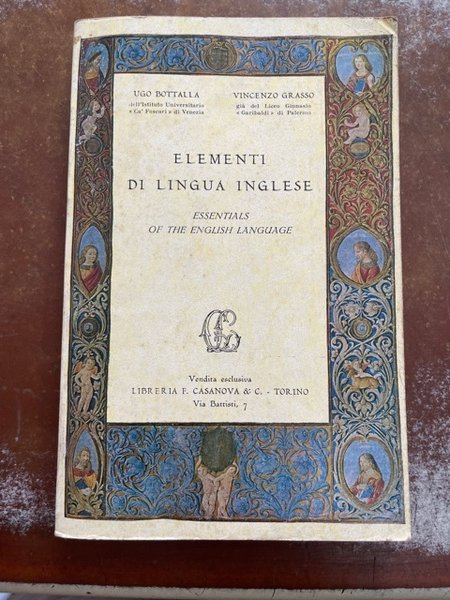 UGO BOTTALLA
dell'Istituto Universitario
« Ca' Foscari » di Venezia
VINCENZO GRASSO
già del Liceo Ginnasio
« Garibaldi » di Palermo
ELEMENTI
DI LINGUA INGLESE
ESSENTIALS
OF THE ENGLISH LANGUAGE
Vendita esclusiva
LIBRERIA F. CASANOVA & C. - TORINO
Via Battisti, 7